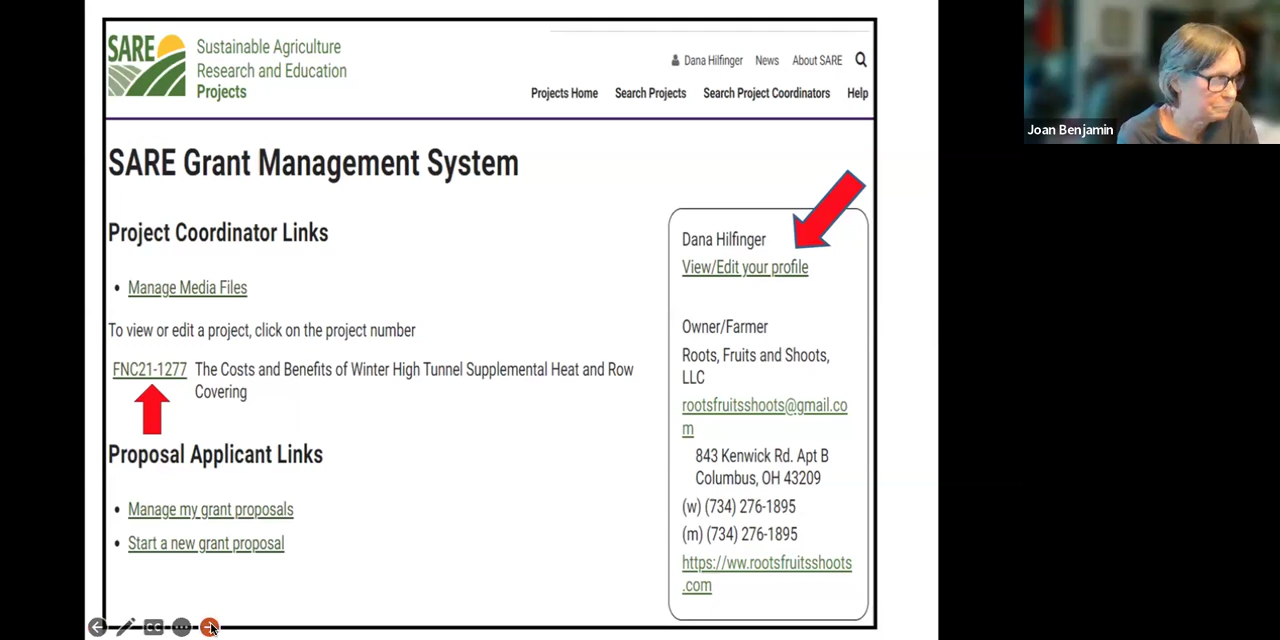 SARE
Sustainable Agriculture
Research and Education
Projects
Dana Hilfinger News About SARE
Projects Home Search Projects Search Project Coordinators Help
SARE Grant Management System
Project Coordinator Links
• Manage Media Files
To view or edit a project, click on the project number
FNC21-1277 The Costs and Benefits of Winter High Tunnel Supplemental Heat and Row
Covering
Proposal Applicant Links
• Manage my grant proposals
• Start a new grant proposal
Dana Hilfinger
View/Edit your profile
Owner/Farmer
Roots, Fruits and Shoots,
LLC
rootsfruitsshoots@gmail.co
m
843 Kenwick Rd. Apt B
Columbus, OH 43209
(w) (734) 276-1895
(m) (734) 276-1895
https://ww.rootsfruitsshoots
.com
CC
Joan Benjamin